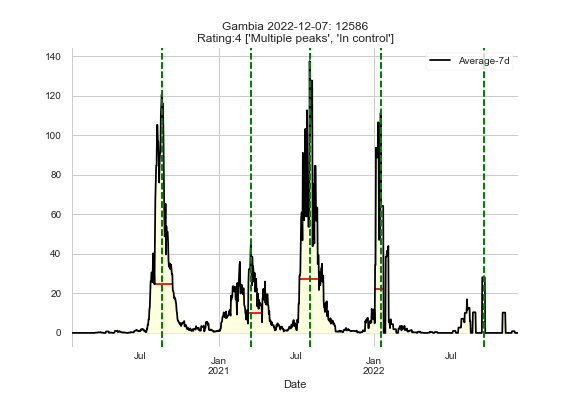 Gambia 2022-12-07: 12586
Rating:4 ['Multiple peaks', 'In control']
Average-7d
140
120
100
80
60
40
20
0
Jul
Jan
2021
Jul
Jan
2022
Jul
Date